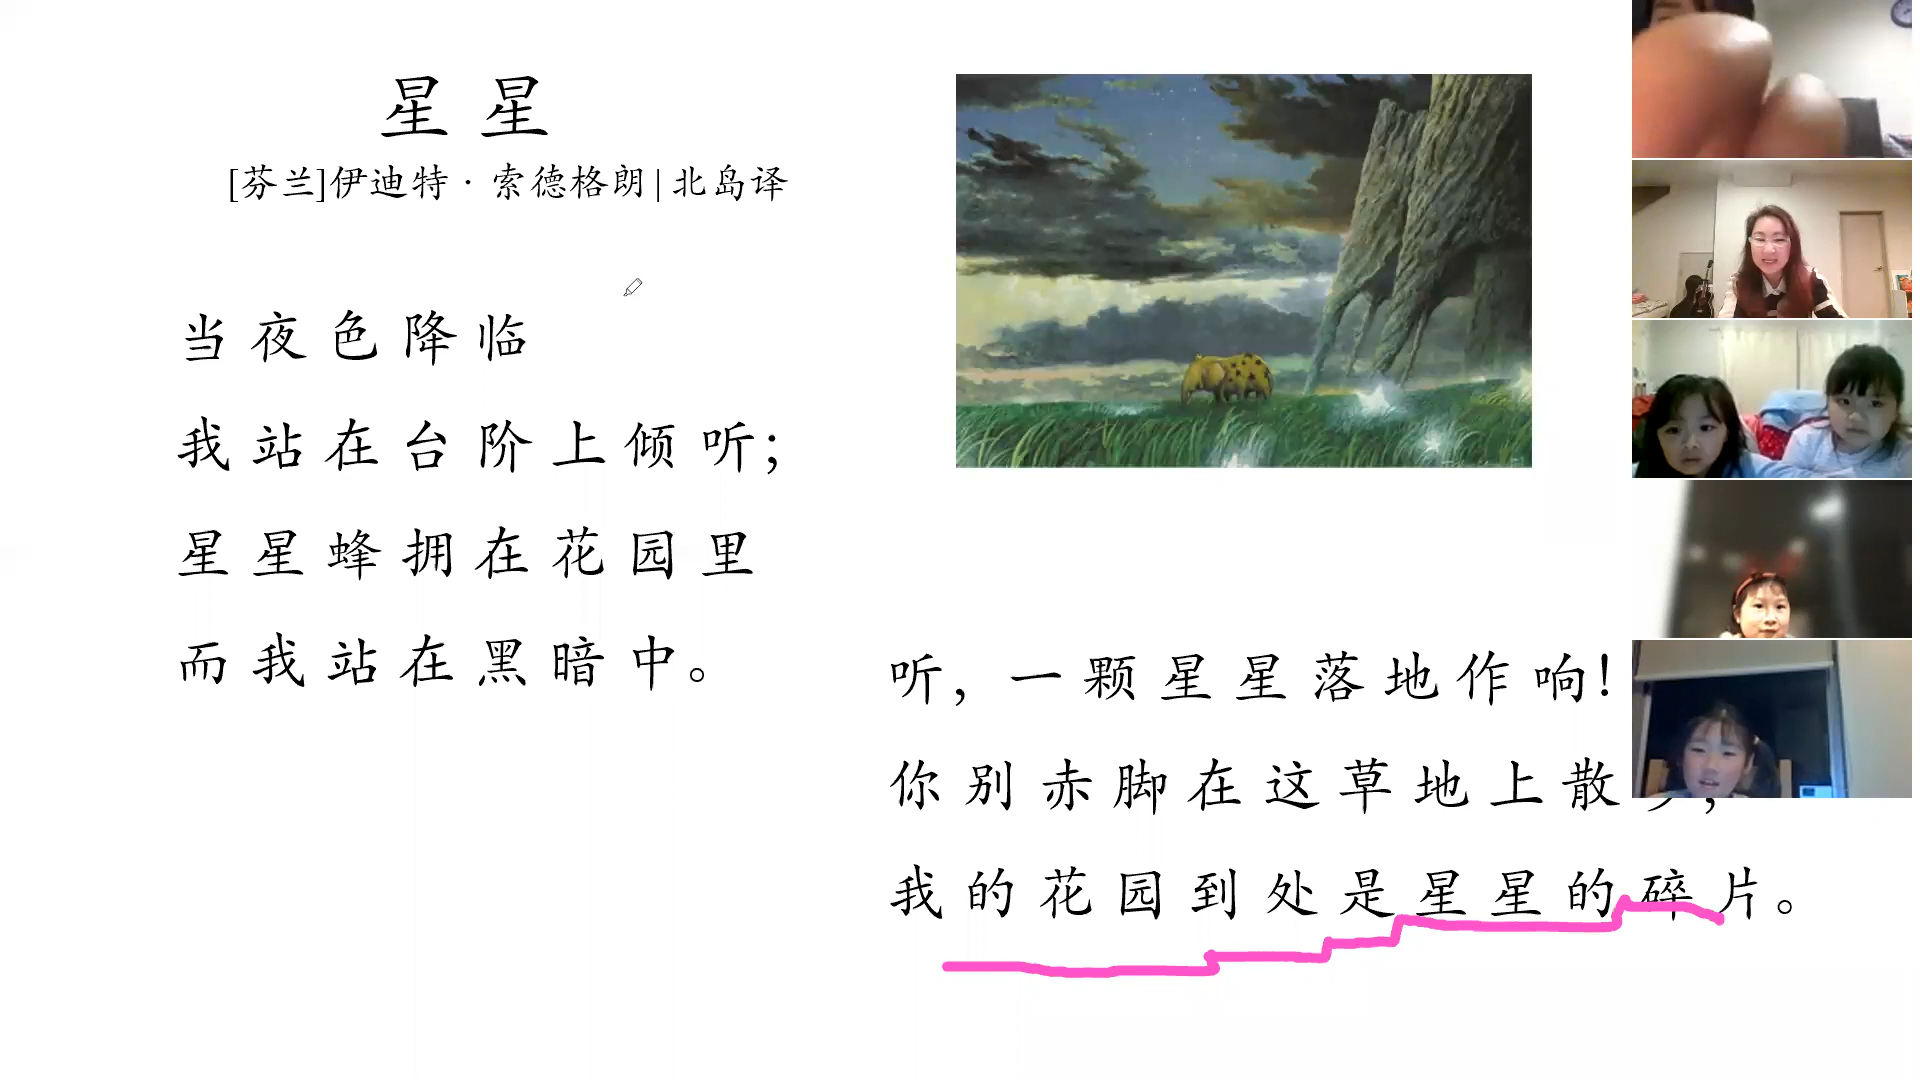 星星
[芬兰]伊迪特·索德格朗|北岛译
当夜色降临
我站在台阶上倾听;
星星蜂拥在花园里
而我站在黑暗中。
听,一颗星星落地作响!
你别赤脚在这草地上散
我的花园到处是星星的碎片。